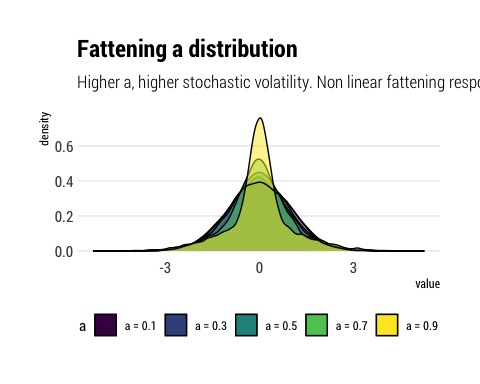 Fattening a distribution
Higher a, higher stochastic volatility. Non linear fattening
density
0.6
0.4
0.2
0.0
-3 0 3
value
a a = 0.1 a = 0.3 a = 0.5 a = 0.7 a = 0.9